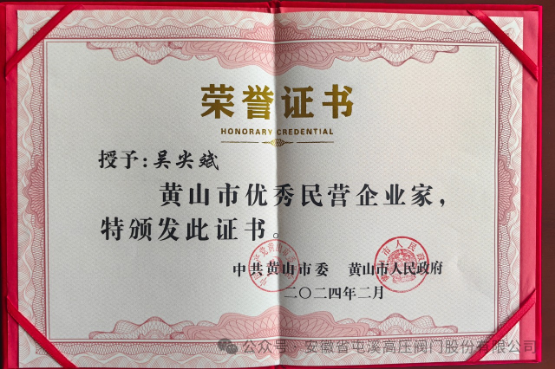 荣誉证书
HONORARY CREDENTIAL
授予:吴尖斌
黄山市优秀民营企业家，
特颁发此证书。
中共黄山市委 黄山市人民政府
二〇二四年二月
公众号：安徽省屯溪高压阀门股份有限公司